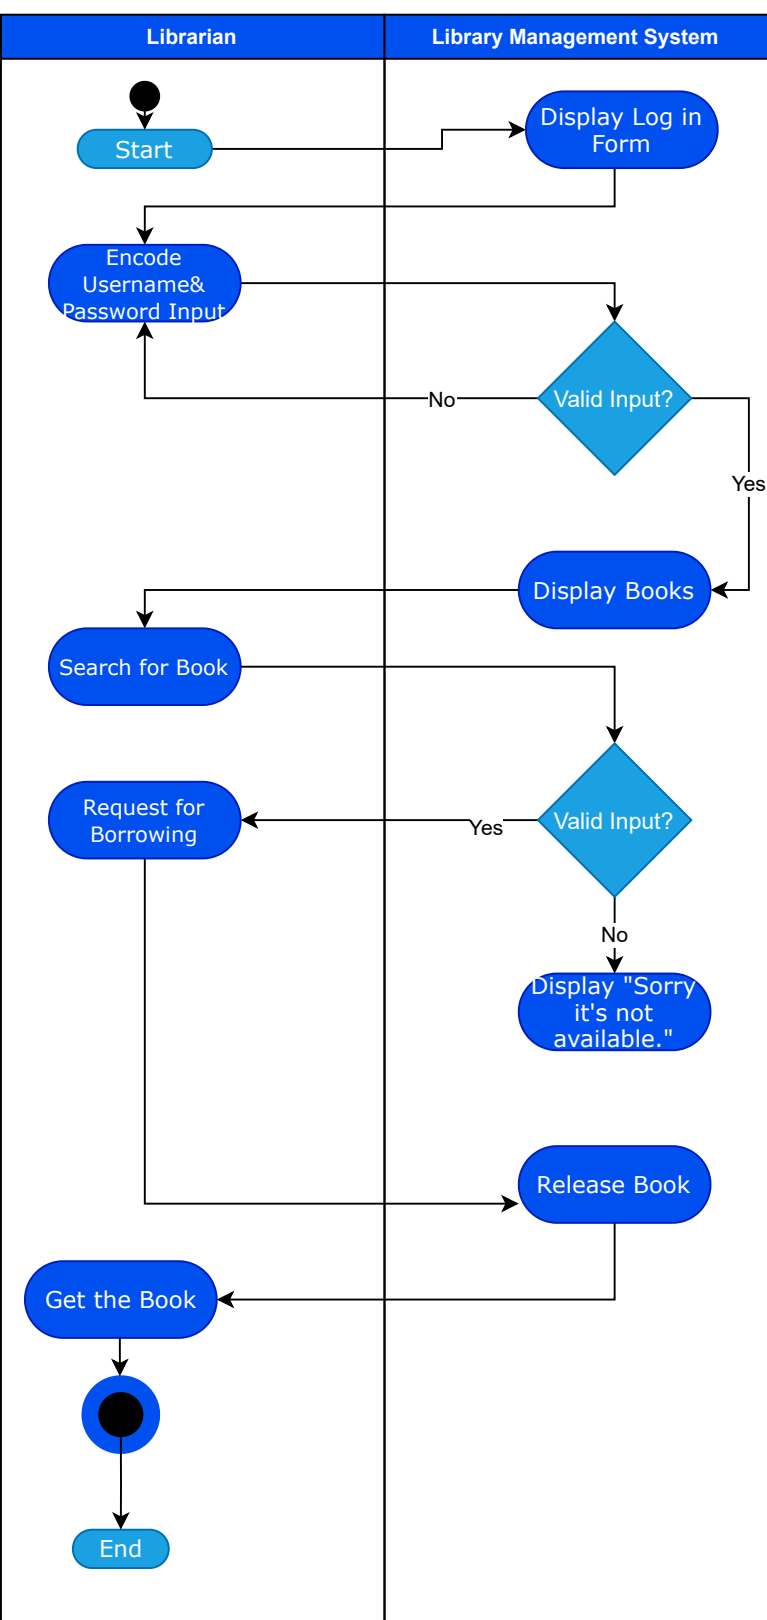 Librarian
Library Management System
Start
Display Log in
Form
Encode
Username&
Password Input
Valid Input?
No
Yes
Display Books
Search for Book
Request for
Borrowing
Yes
Valid Input?
No
Display "Sorry
it's not
available."
Release Book
Get the Book
End